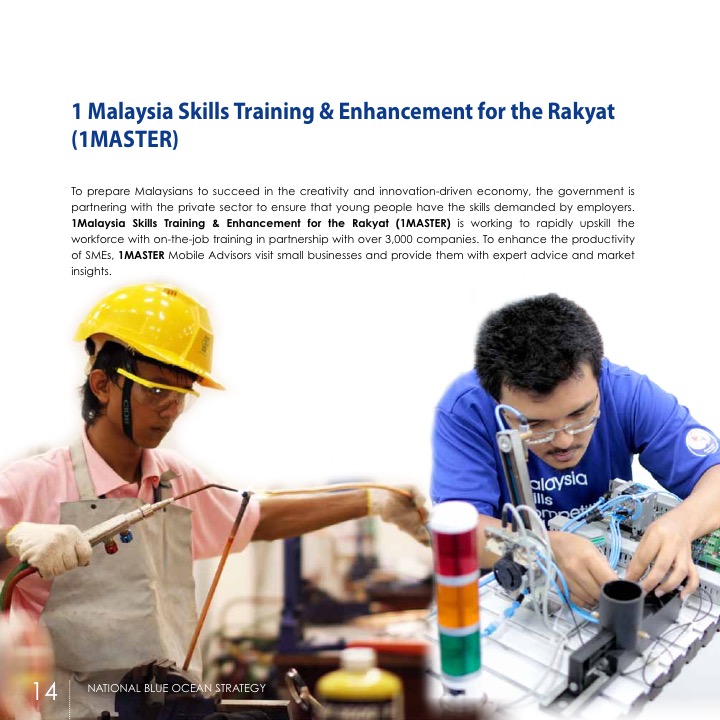 1 Malaysia Skills Training & Enhancement for the Rakyat
(1MASTER)
To prepare Malaysians to succeed in the creativity and innovation-driven economy, the government is
partnering with the private sector to ensure that young people have the skills demanded by employers.
1Malaysia Skills Training & Enhancement for the Rakyat (1MASTER) is working to rapidly upskill the
workforce with on-the-job training in partnership with over 3,000 companies. To enhance the productivity
of SMEs, 1MASTER Mobile Advisors visit small businesses and provide them with expert advice and market
insights.
alaysia
ills
ompeti
14
NATIONAL BLUE OCEAN STRATEGY